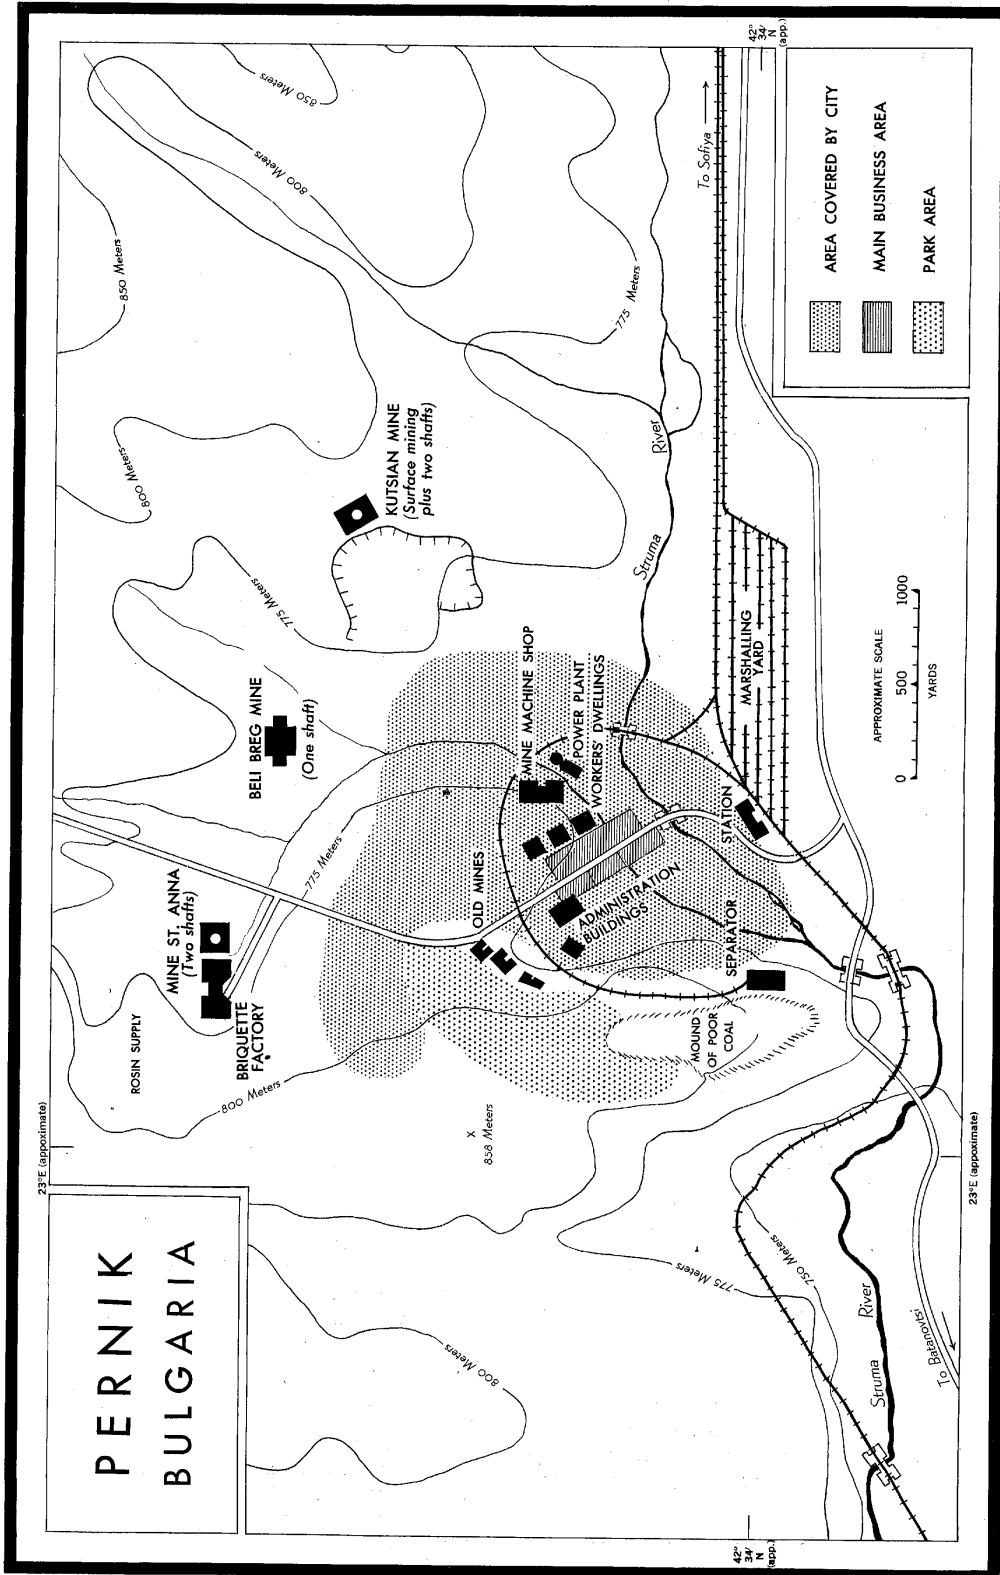 PERNIK
BULGARIA
23°E (appoximate)
ROSIN SUPPLY
MINE ST. ANNA
(Two shafts)
BRIQUETTE
FACTORY
800 Meters
858 Meters
x
800 Meters
775 Meters
750 Meters
BELI BREG MINE
(One shaft)
775 Meters
775 Meters
800 Meters
850 Meters
800 Meters
850 Meters
775 Meters
KUTSIAN MINE
(Surface mining
plus two shafts)
OLD MINES
MINE MACHINE SHOP
POWER PLANT
WORKERS' DWELLINGS
ADMINISTRATION
BUILDINGS
SEPARATOR
STATION
MOUND
OF POOR
COAL
MARSHALLING
YARD
Struma
River
To Sofiya
Struma
River
To Batanovtsi
APPROXIMATE SCALE
0 500 1000
YARDS
AREA COVERED BY CITY
MAIN BUSINESS AREA
PARK AREA
42°
34'
N
(app.)
42°
34'
N
(app.)
23°E (approximate)